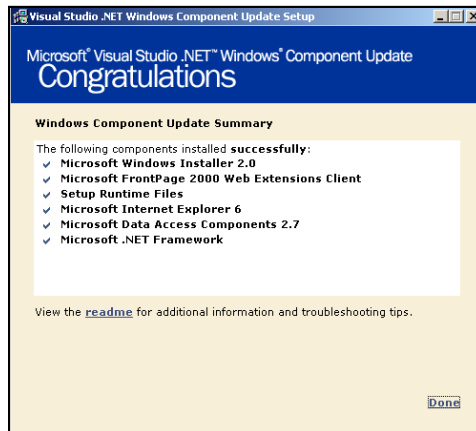 Visual Studio .NET Windows Component Update Setup
Microsoft® Visual Studio .NET™ Windows® Component Update
Congratulations
Windows Component Update Summary
The following components installed successfully:
Microsoft Windows Installer 2.0
Microsoft FrontPage 2000 Web Extensions Client
Setup Runtime Files
Microsoft Internet Explorer 6
Microsoft Data Access Components 2.7
Microsoft .NET Framework
View the readme for additional information and troubleshooting tips.
Done